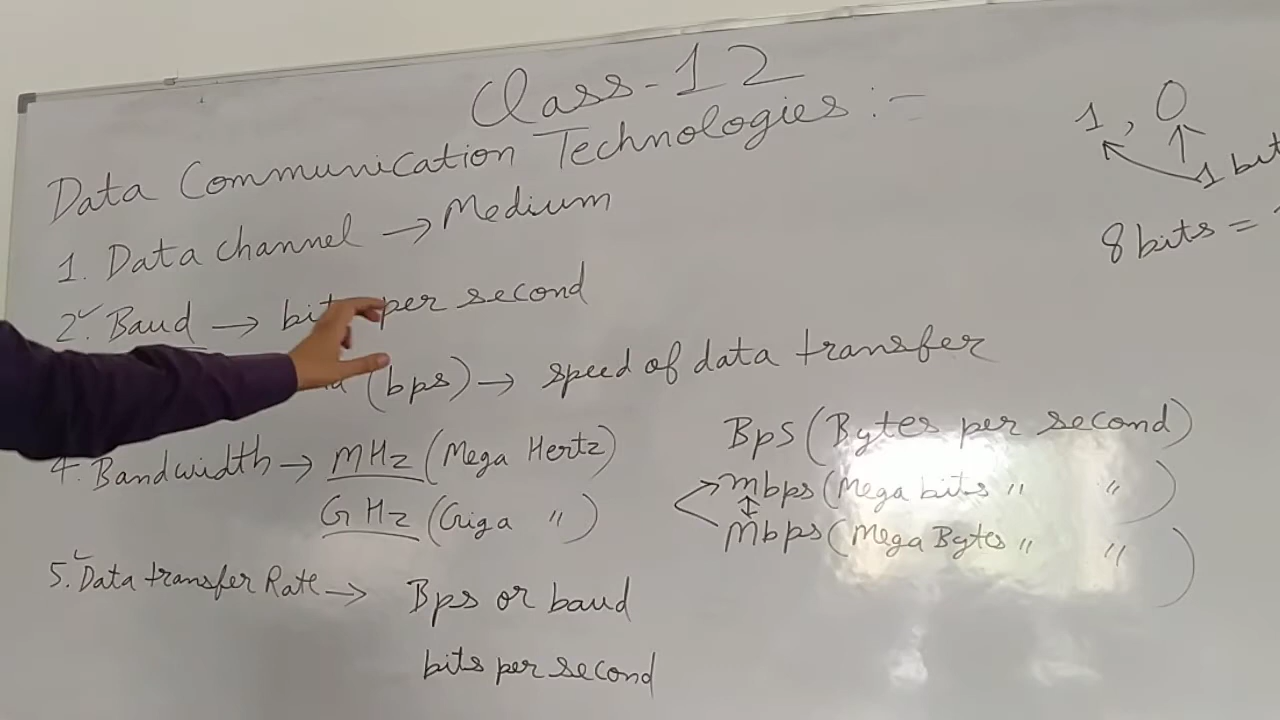 Class-12
Data Communication Technologies :-
1. Data channel → Medium
2. Baud → bits per second
(bps) → speed of data transfer
4. Bandwidth → MHz (Mega Hertz)
GHz (Giga " )
5. Data transfer Rate → Bps or baud
bits per second
1, 0
1 bit
8 bits =
Bps (Bytes per second)
mbps (Mega bits " " )
Mbps (Mega Bytes " " )